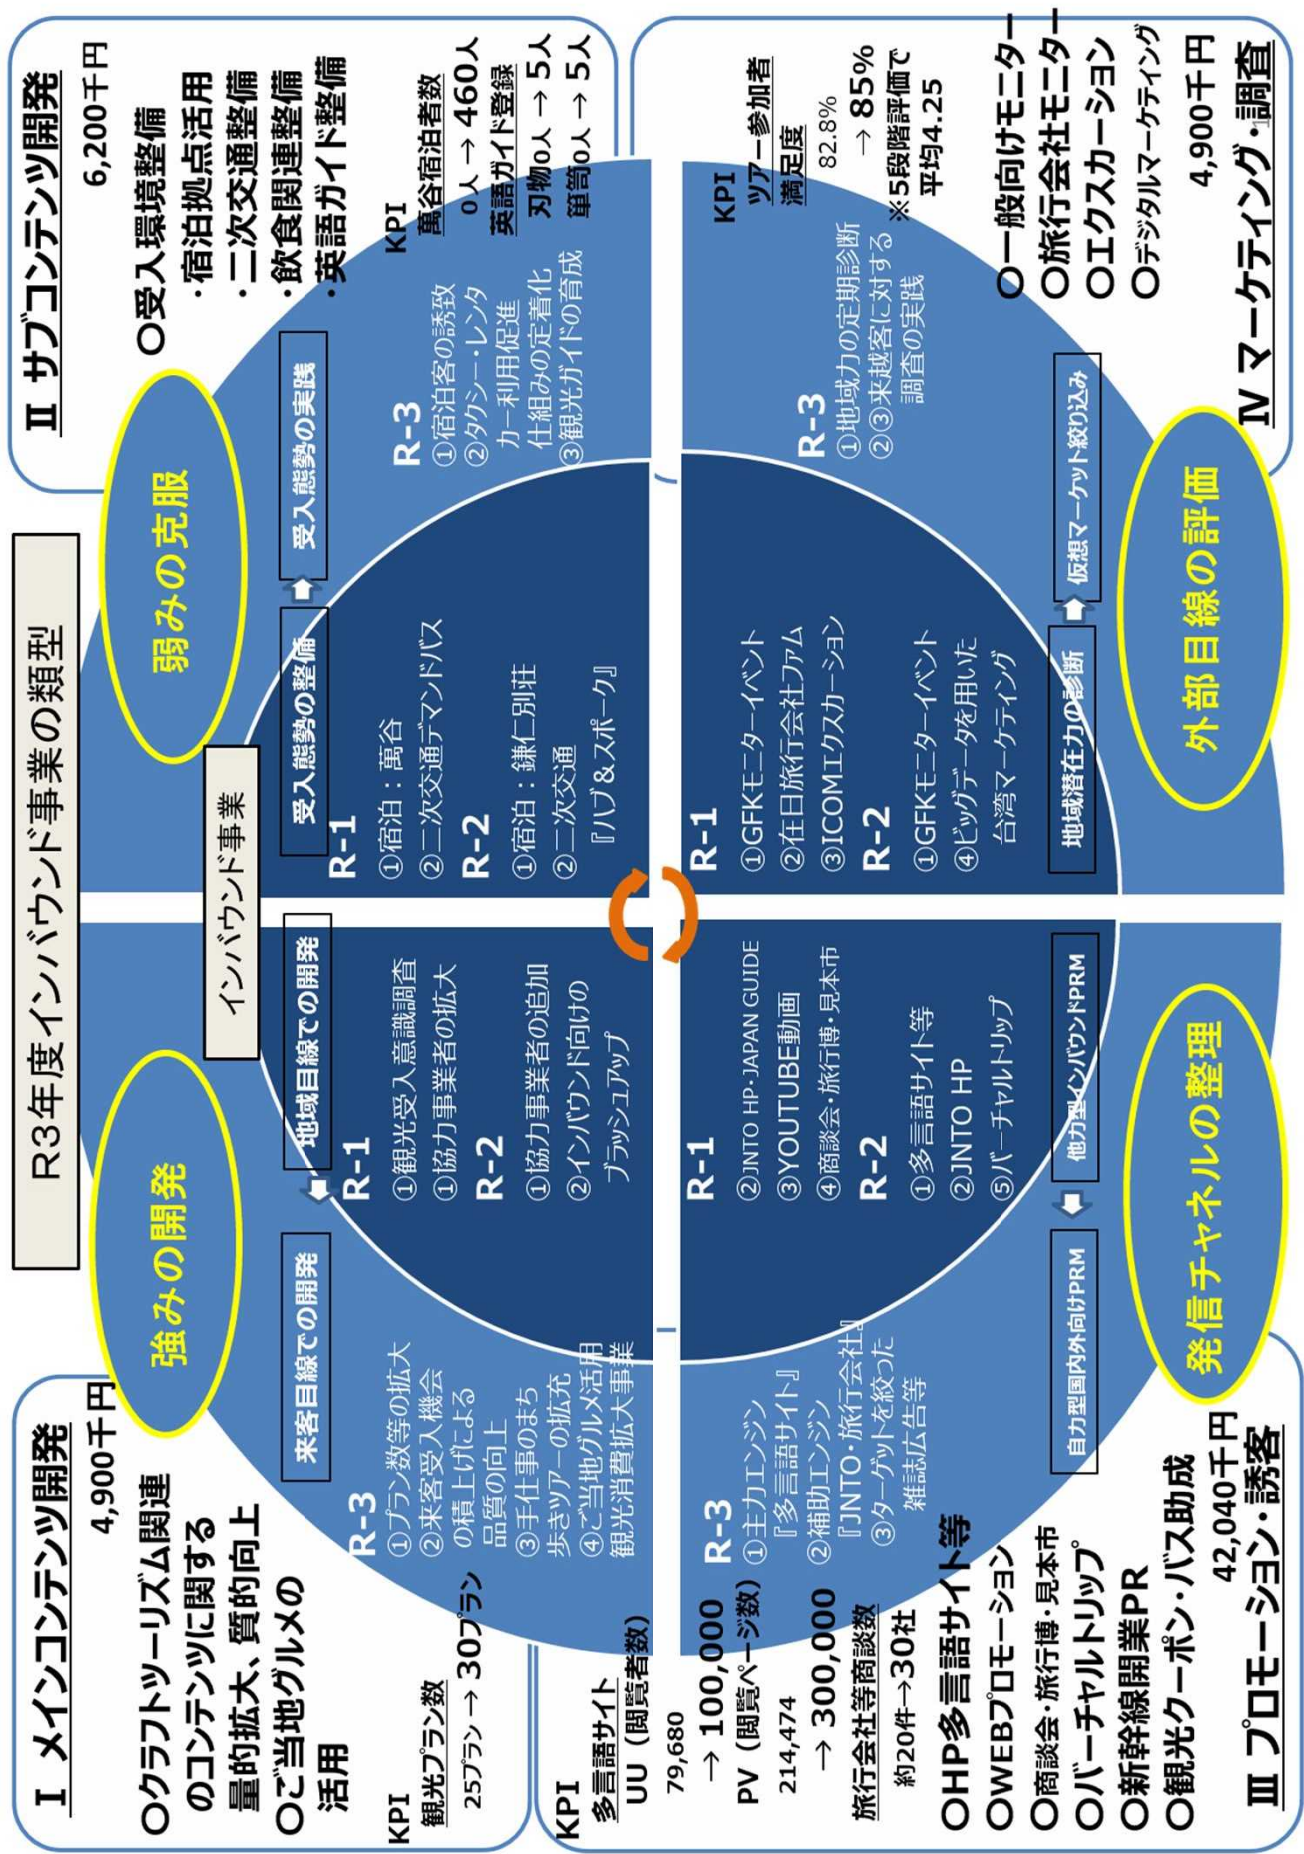 R3年度インバウンド事業の類型
インバウンド事業
Ⅰ メインコンテンツ開発
4,900千円
〇クラフトツーリズム関連
のコンテンツに関する
量的拡大、質的向上
〇ご当地グルメの
活用
KPI
観光プラン数
25プラン→30プラン
強みの開発
来客目線での開発
地域目線での開発
R-3
①プラン数等の拡大
②来客受入機会
の積上げによる
品質の向上
③手仕事のまち
歩きツアーの拡充
④ご当地グルメ活用
観光消費拡大事業
R-1
①観光受入意識調査
①協力事業者の拡大
R-2
①協力事業者の追加
②インバウンド向けの
ブラッシュアップ
Ⅱ サブコンテンツ開発
6,200千円
〇受入環境整備
・宿泊拠点活用
・二次交通整備
・飲食関連整備
・英語ガイド整備
KPI
萬谷宿泊者数
0人 → 460人
英語ガイド登録
刃物0人 → 5人
箪笥0人 → 5人
弱みの克服
受入態勢の整備
受入態勢の実践
R-1
①宿泊：萬谷
②二次交通デマンドバス
R-2
①宿泊：鎌仁別荘
②二次交通
『ハブ&スポーク』
R-3
①宿泊客の誘致
②タクシー・レンタ
カー利用促進
仕組みの定着化
③観光ガイドの育成
KPI
多言語サイト
UU（閲覧者数）
79,680
→ 100,000
PV（閲覧ページ数）
214,474
→ 300,000
旅行会社等商談数
約20件→30社
〇HP多言語サイト等
〇WEBプロモーション
〇商談会・旅行博・見本市
〇バーチャルトリップ
〇新幹線開業PR
〇観光クーポン・バス助成
42,040千円
Ⅲ プロモーション・誘客
R-3
①主力エンジン
『多言語サイト』
②補助エンジン
『JNTO・旅行会社』
③ターゲットを絞った
雑誌広告等
R-1
②JNTO HP・JAPAN GUIDE
③YOUTUBE動画
④商談会・旅行博・見本市
R-2
①多言語サイト等
②JNTO HP
⑤バーチャルトリップ
自力型国内外向けPRM
他力型インバウンドPRM
発信チャネルの整理
R-1
①GFKモニターイベント
②在日旅行会社ファム
③ICOMエクスカーション
R-2
①GFKモニターイベント
④ビッグデータを用いた
台湾マーケティング
R-3
①地域力の定期診断
②③来越客に対する
調査の実践
KPI
ツアー参加者
満足度
82.8%
→ 85%
※5段階評価で
平均4.25
〇一般向けモニター
〇旅行会社モニター
〇エクスカーション
〇デジタルマーケティング
4,900千円
Ⅳ マーケティング・調査
地域潜在力の診断
仮想マーケット絞り込み
外部目線の評価
1